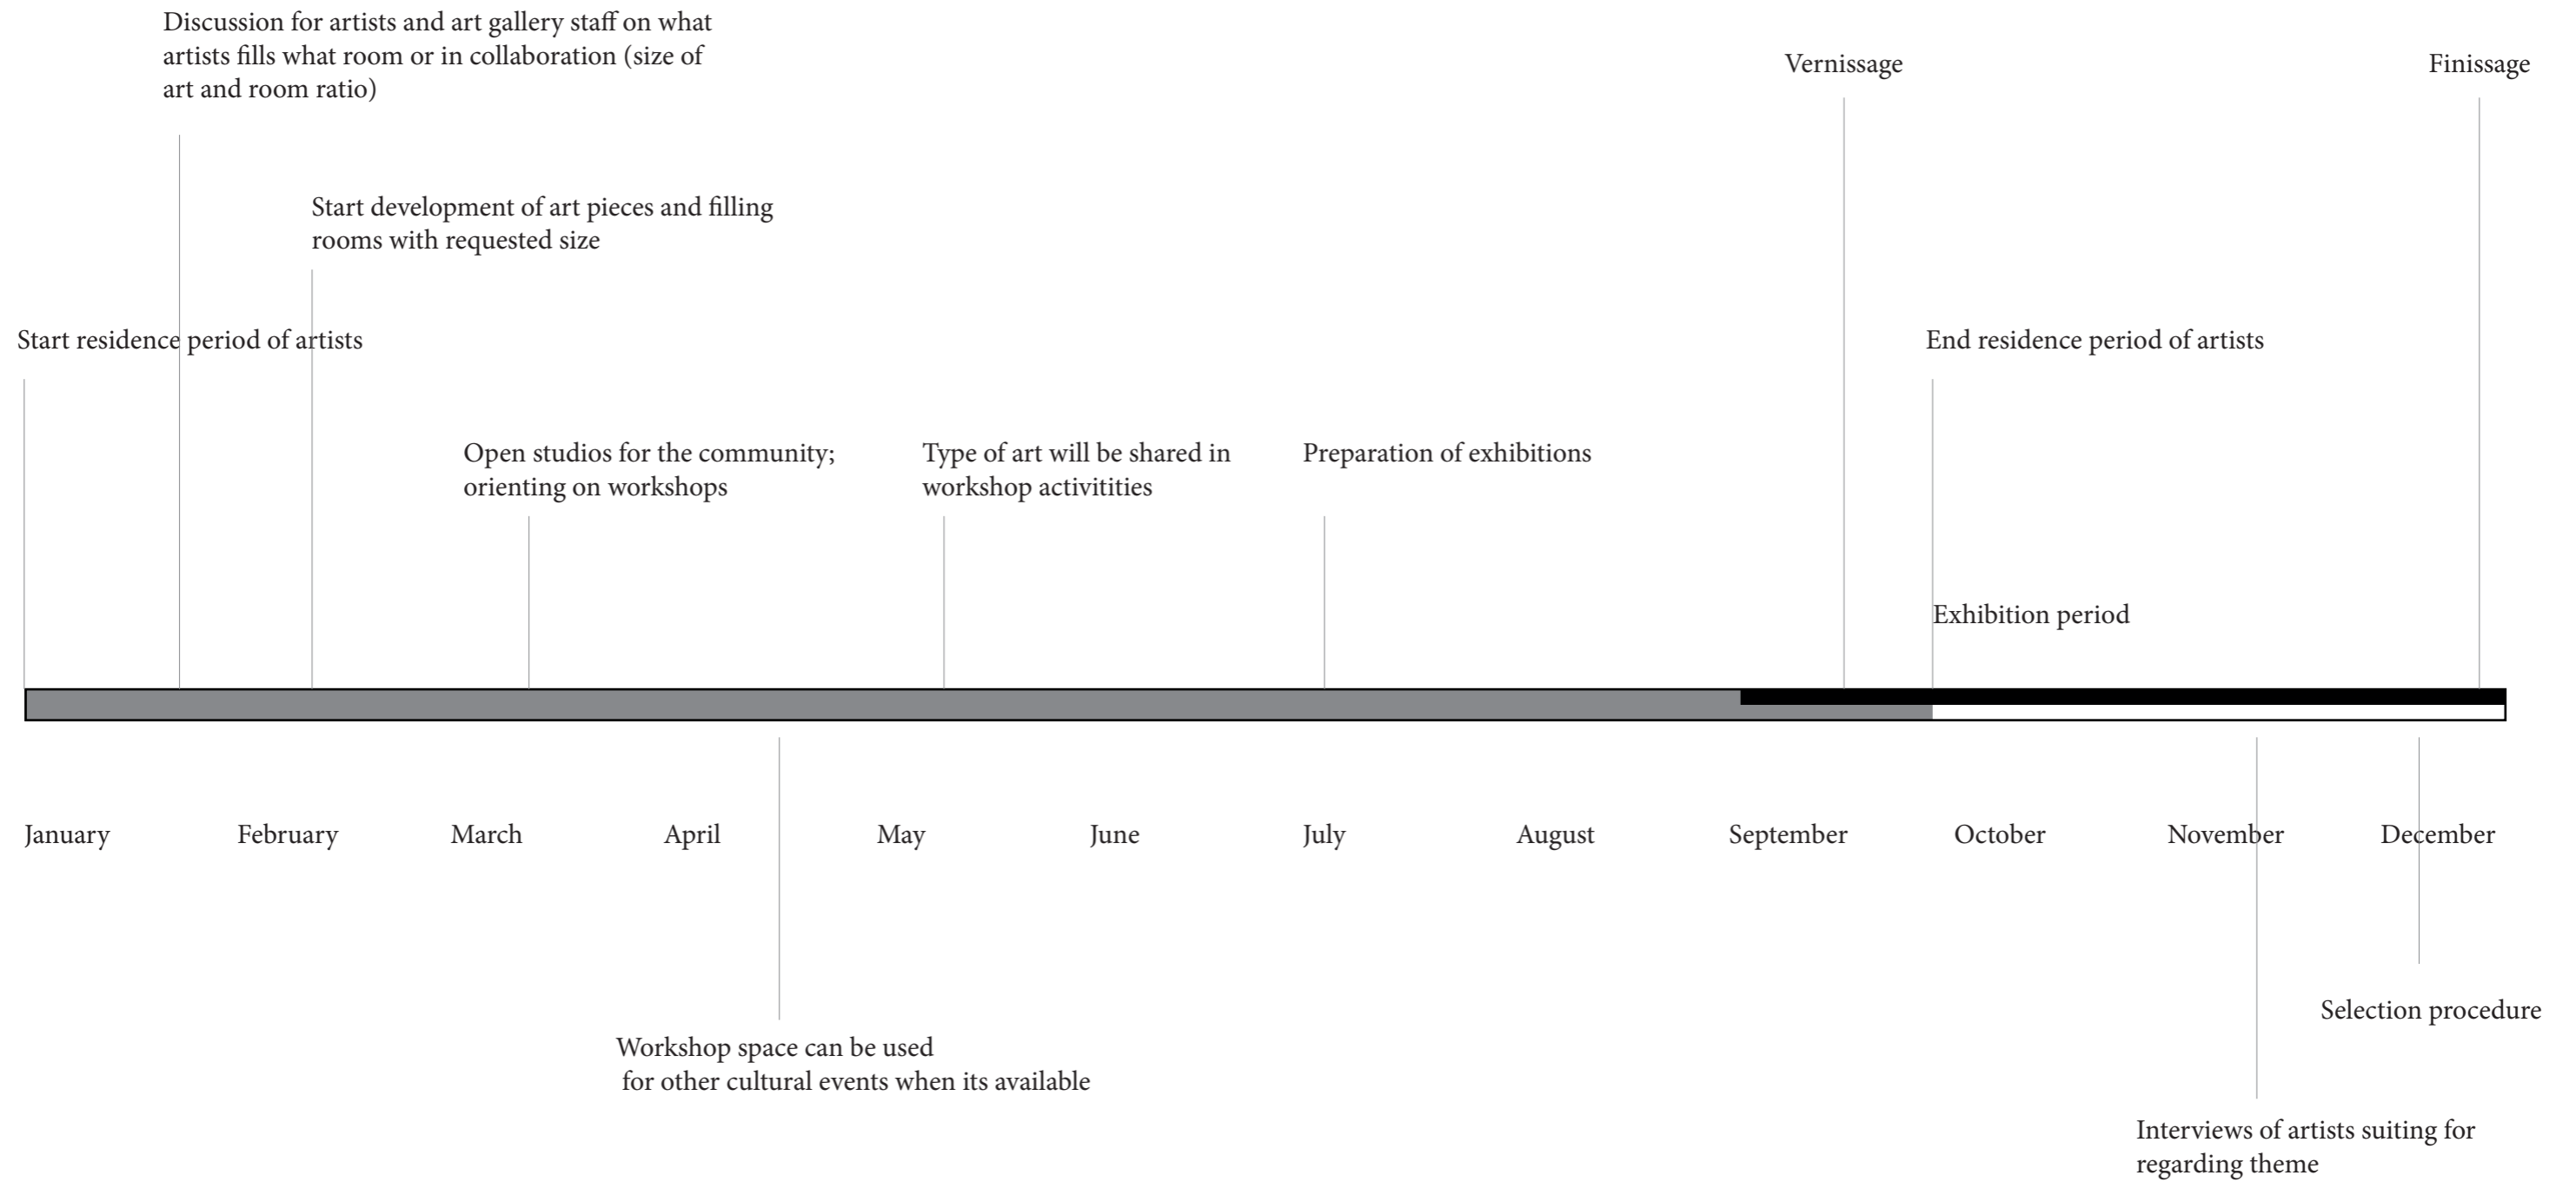 Discussion for artists and art gallery staff on what
artists fills what room or in collaboration (size of
art and room ratio)
Vernissage
Finissage
Start development of art pieces and filling
rooms with requested size
Start residence period of artists
End residence period of artists
Open studios for the community;
orienting on workshops
Type of art will be shared in
workshop activitities
Preparation of exhibitions
Exhibition period
January
February
March
April
May
June
July
August
September
October
November
December
Selection procedure
Workshop space can be used
for other cultural events when its available
Interviews of artists suiting for
regarding theme